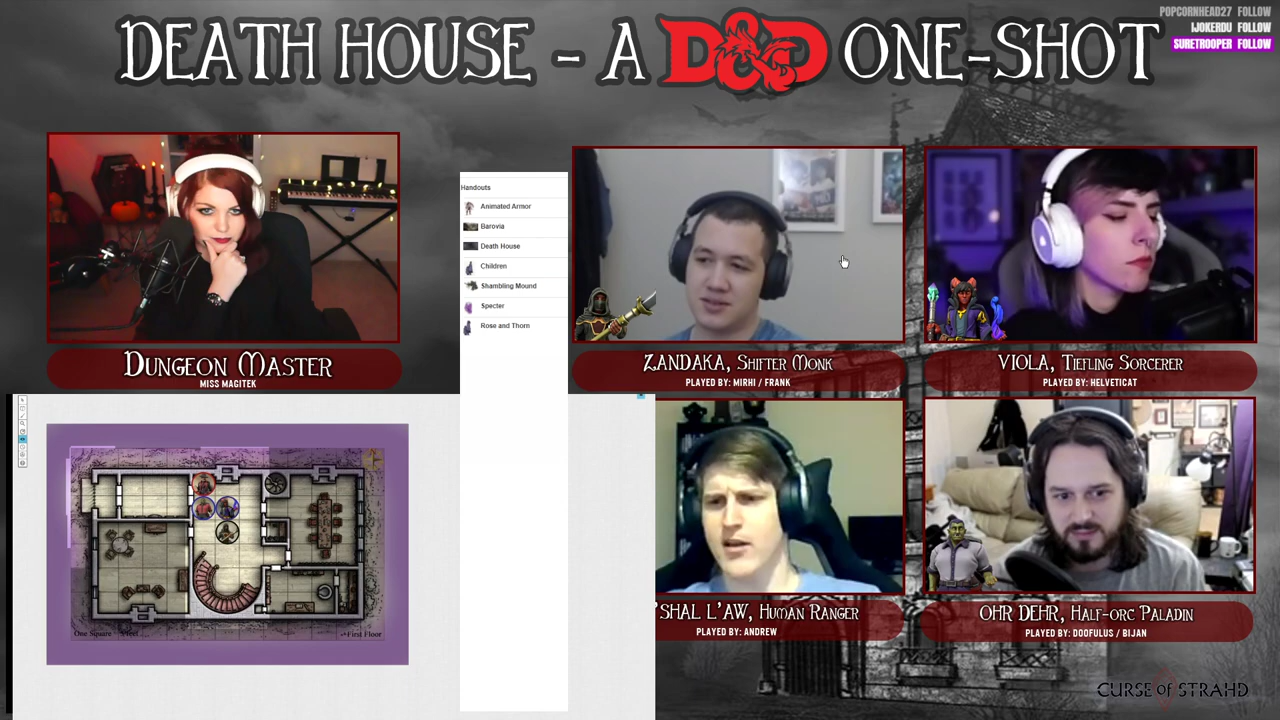 DEATH HOUSE - A D&D ONE-SHOT
POPCORNHEAD27 FOLLOW
IJOKERDU FOLLOW
SURETROOPER FOLLOW
DUNGEON MASTER
MISS MAGITEK
Handouts
Animated Armor
Barovia
Death House
Children
Shambling Mound
Specter
Rose and Thorn
ZANDAKA, SHIFTER MONK
PLAYED BY: MIRHI / FRANK
VIOLA, TIEFLING SORCERER
PLAYED BY: HELVETICAT
'SHAL L'AW, HUMAN RANGER
PLAYED BY: ANDREW
OHR DEHR, HALF-ORC PALADIN
PLAYED BY: DOOFULUS / BIJAN
One Square
First Floor
CURSE OF STRAHD